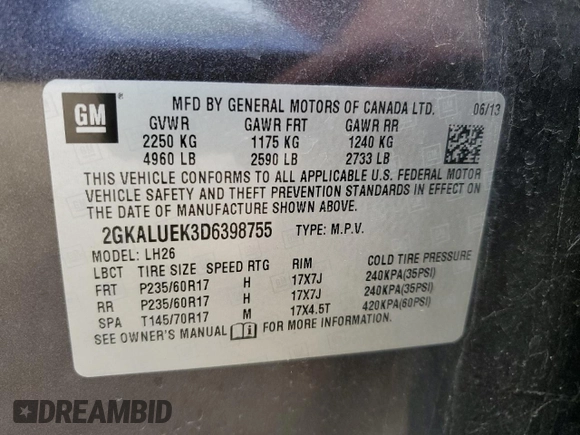 GM
MFD BY GENERAL MOTORS OF CANADA LTD. 06/13
GVWR GAWR FRT GAWR RR
2250 KG 1175 KG 1240 KG
4960 LB 2590 LB 2733 LB
THIS VEHICLE CONFORMS TO ALL APPLICABLE U.S. FEDERAL MOTOR
VEHICLE SAFETY AND THEFT PREVENTION STANDARDS IN EFFECT ON
THE DATE OF MANUFACTURE SHOWN ABOVE.
2GKALUEK3D6398755 TYPE: M.P.V.
MODEL: LH26
LBCT TIRE SIZE SPEED RTG RIM COLD TIRE PRESSURE
FRT P235/60R17 H 17X7J 240KPA(35PSI)
RR P235/60R17 H 17X7J 240KPA(35PSI)
SPA T145/70R17 M 17X4.5T 420KPA(60PSI)
SEE OWNER'S MANUAL i FOR MORE INFORMATION.
DREAMBID